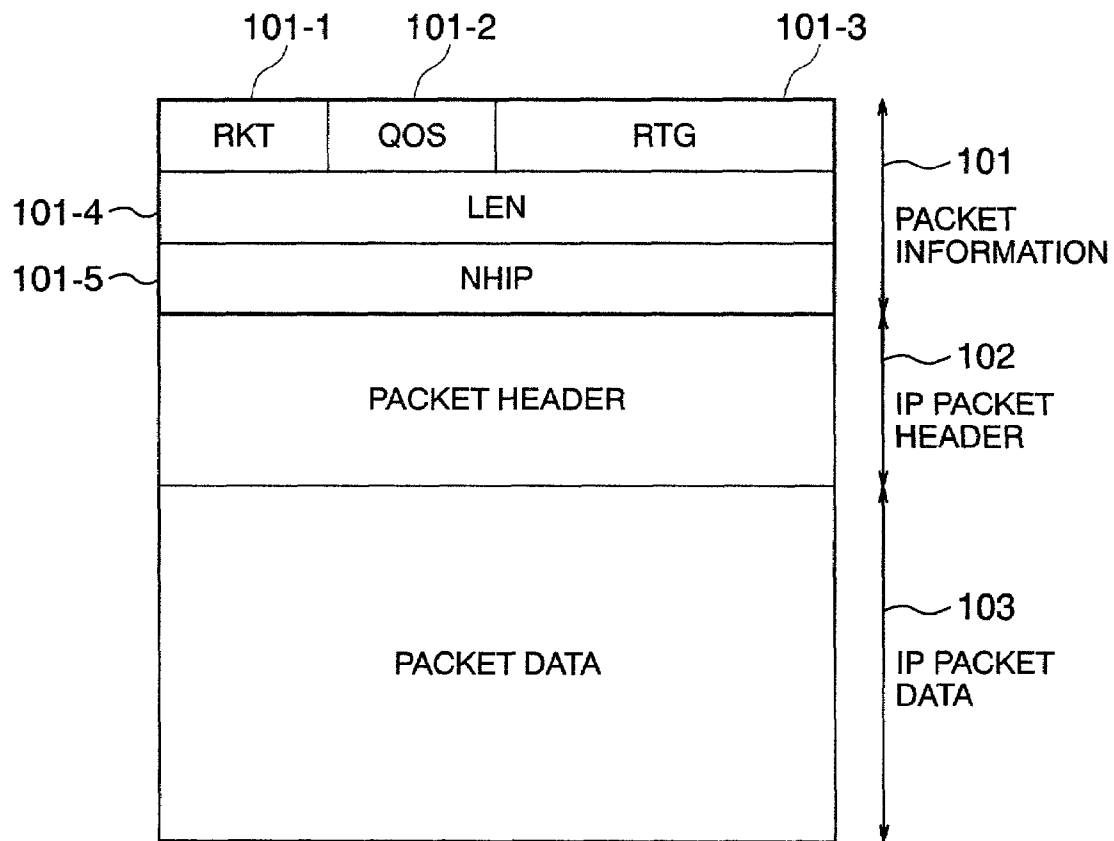 101-1 101-2 101-3
RKT QOS RTG
101
101-4 LEN
PACKET
INFORMATION
101-5 NHIP
102
PACKET HEADER
IP PACKET
HEADER
103
PACKET DATA
IP PACKET
DATA